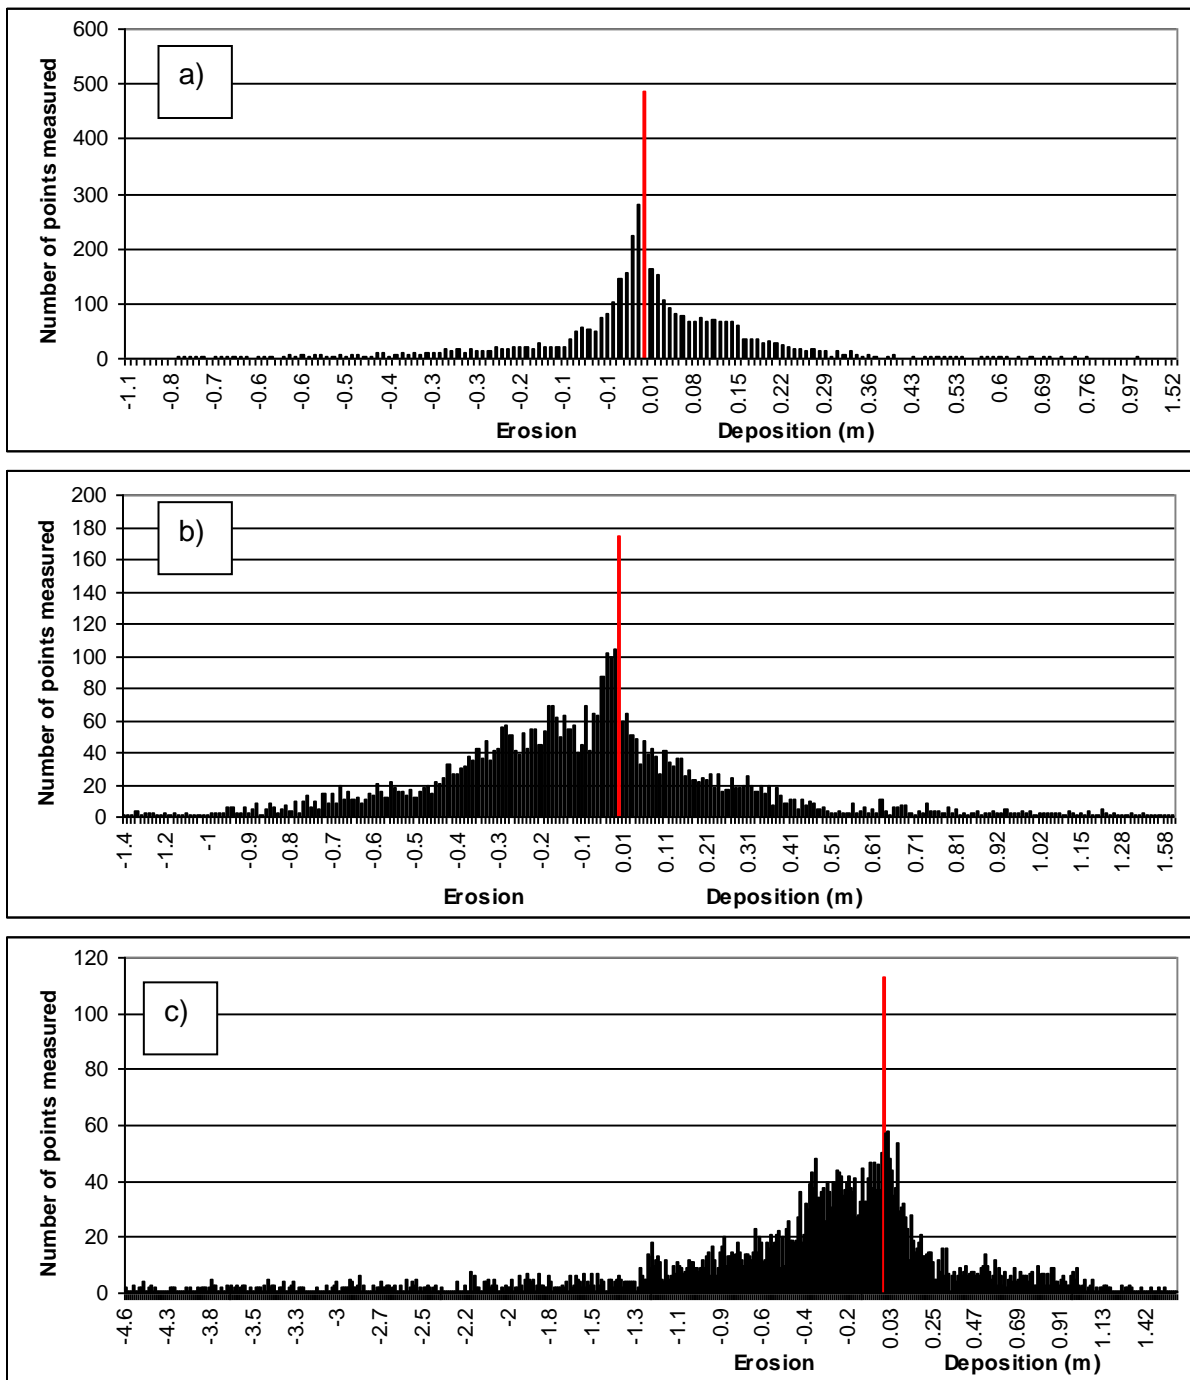 600
500
400
300
200
100
0
Number of points measured
a)
-1.1 -0.8 -0.7 -0.6 -0.6 -0.5 -0.4 -0.3 -0.3 -0.2 -0.1 -0.1 0.01 0.08 0.15 0.22 0.29 0.36 0.43 0.53 0.6 0.69 0.76 0.97 1.52
Erosion Deposition (m)
200
180
160
140
120
100
80
60
40
20
0
Number of points measured
b)
-1.4 -1.2 -1 -0.9 -0.8 -0.7 -0.6 -0.5 -0.4 -0.3 -0.2 -0.1 0.01 0.11 0.21 0.31 0.41 0.51 0.61 0.71 0.81 0.92 1.02 1.15 1.28 1.58
Erosion Deposition (m)
120
100
80
60
40
20
0
Number of points measured
c)
-4.6 -4.3 -3.8 -3.5 -3.3 -3 -2.7 -2.5 -2.2 -2 -1.8 -1.5 -1.3 -1.1 -0.9 -0.6 -0.4 -0.2 0.03 0.25 0.47 0.69 0.91 1.13 1.42
Erosion Deposition (m)